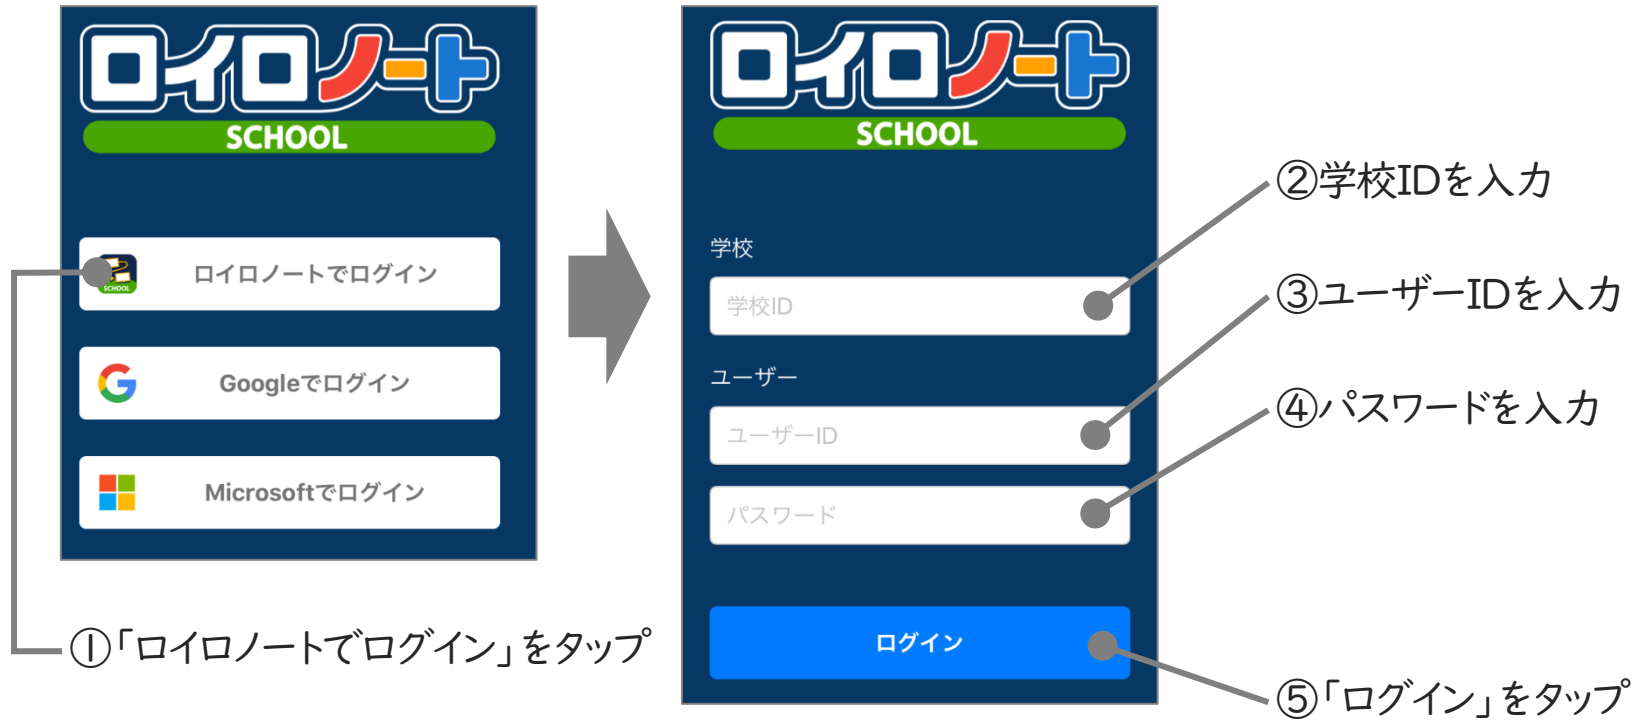 ロイロノート
SCHOOL
SCHOOL
ロイロノートでログイン
Googleでログイン
Microsoftでログイン
①「ロイロノートでログイン」をタップ
ロイロノート
SCHOOL
学校
学校ID
ユーザー
ユーザーID
パスワード
ログイン
②学校IDを入力
③ユーザーIDを入力
④パスワードを入力
⑤「ログイン」をタップ